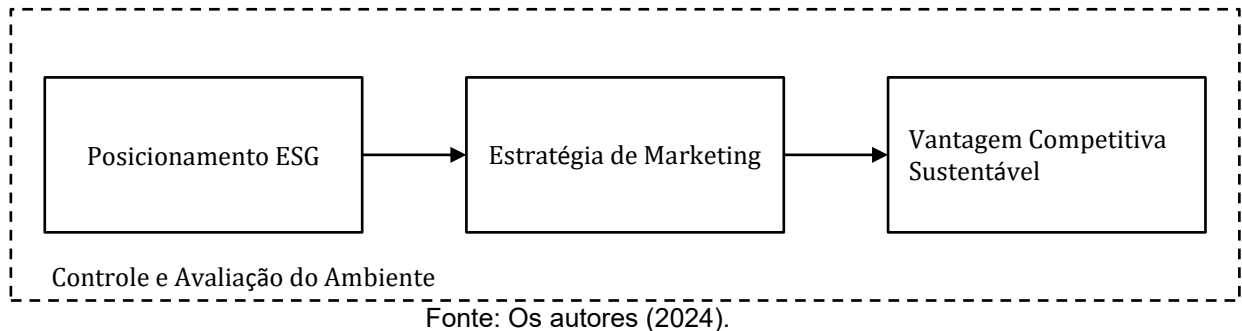 Posicionamento ESG
Estratégia de Marketing
Vantagem Competitiva
Sustentável
Controle e Avaliação do Ambiente
Fonte: Os autores (2024).